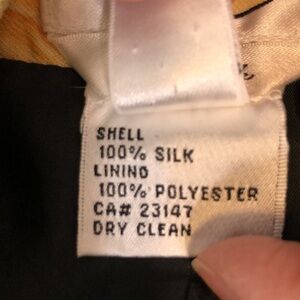 SHELL
100% SILK
LINING
100% POLYESTER
CA# 23147
DRY CLEAN